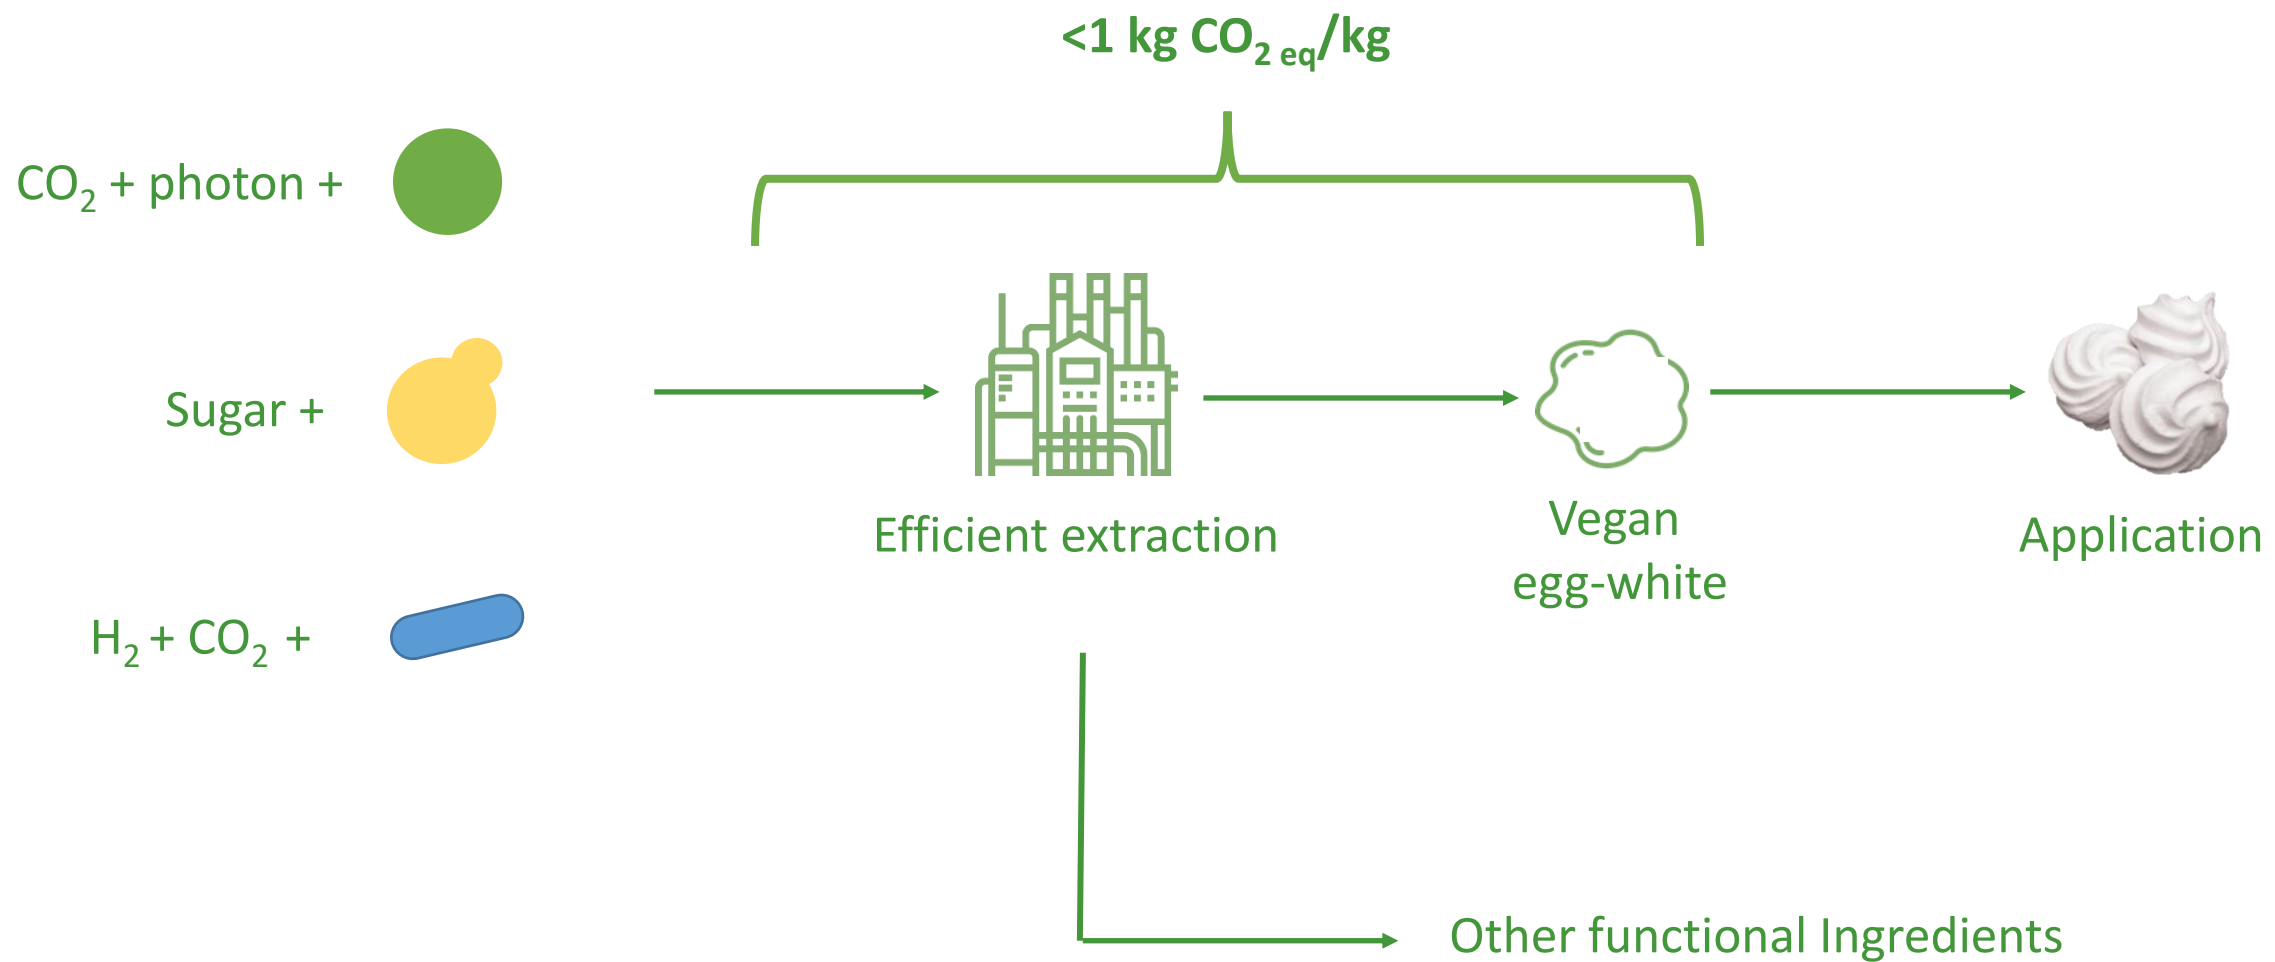 <1 kg CO₂ eq/kg
CO₂ + photon +
Sugar +
H₂ + CO₂ +
Efficient extraction
Vegan
egg-white
Application
Other functional Ingredients